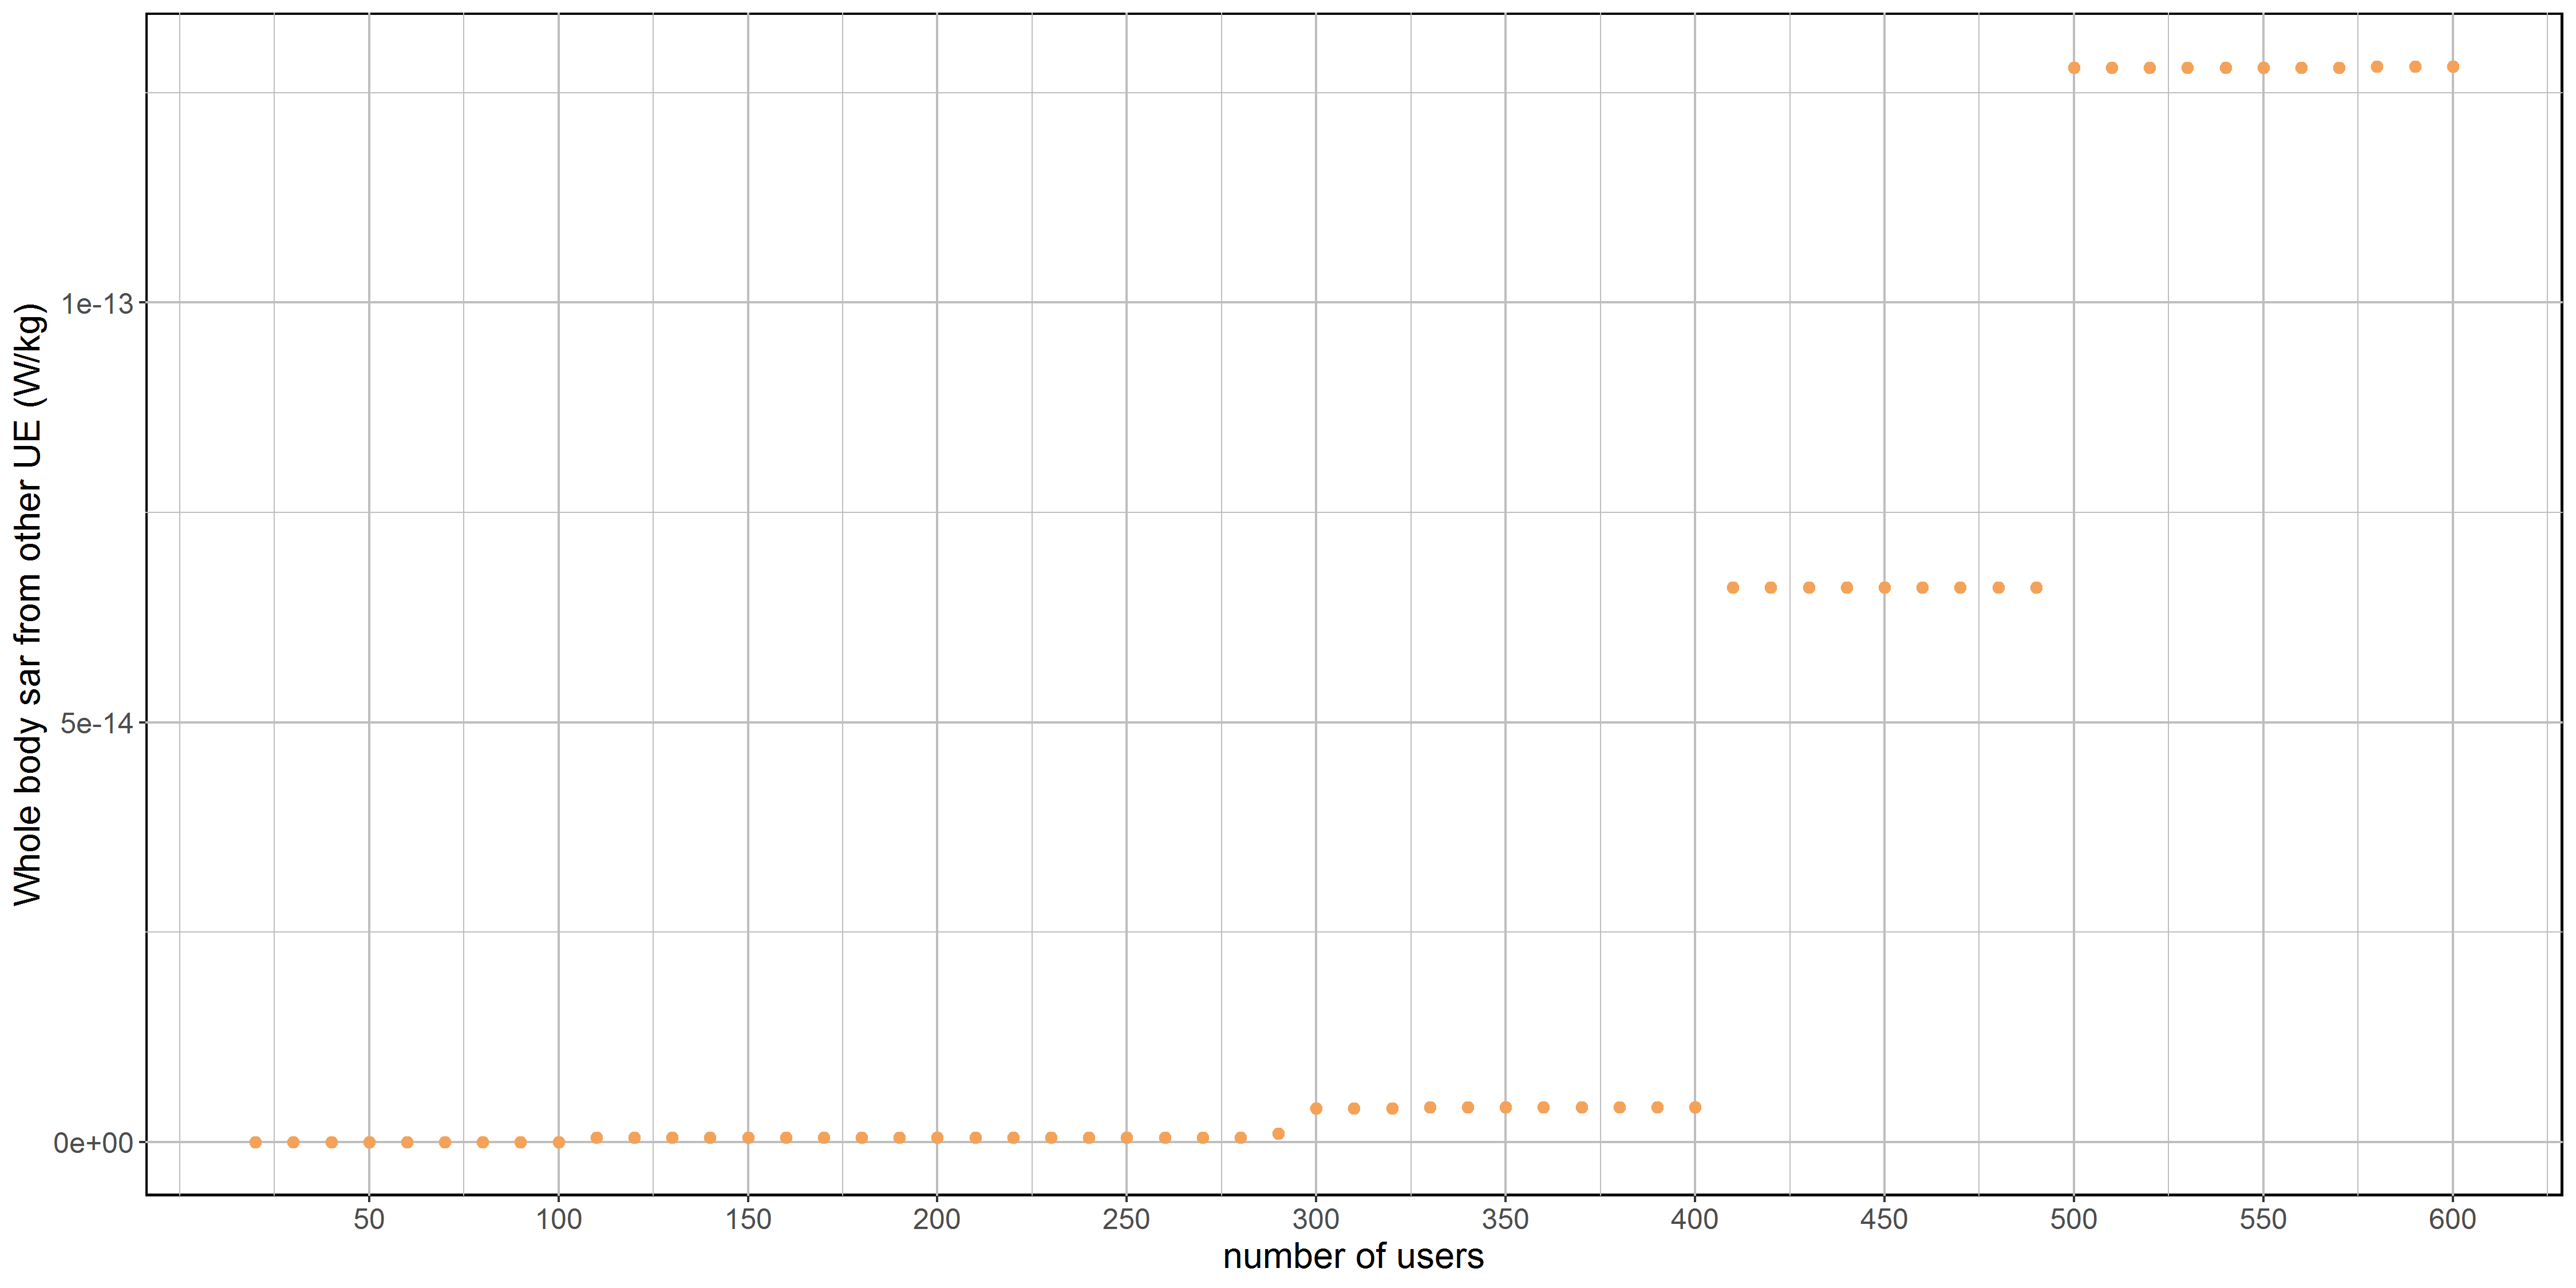 Whole body sar from other UE (W/kg)
1e-13
5e-14
0e+00
50 100 150 200 250 300 350 400 450 500 550 600
number of users